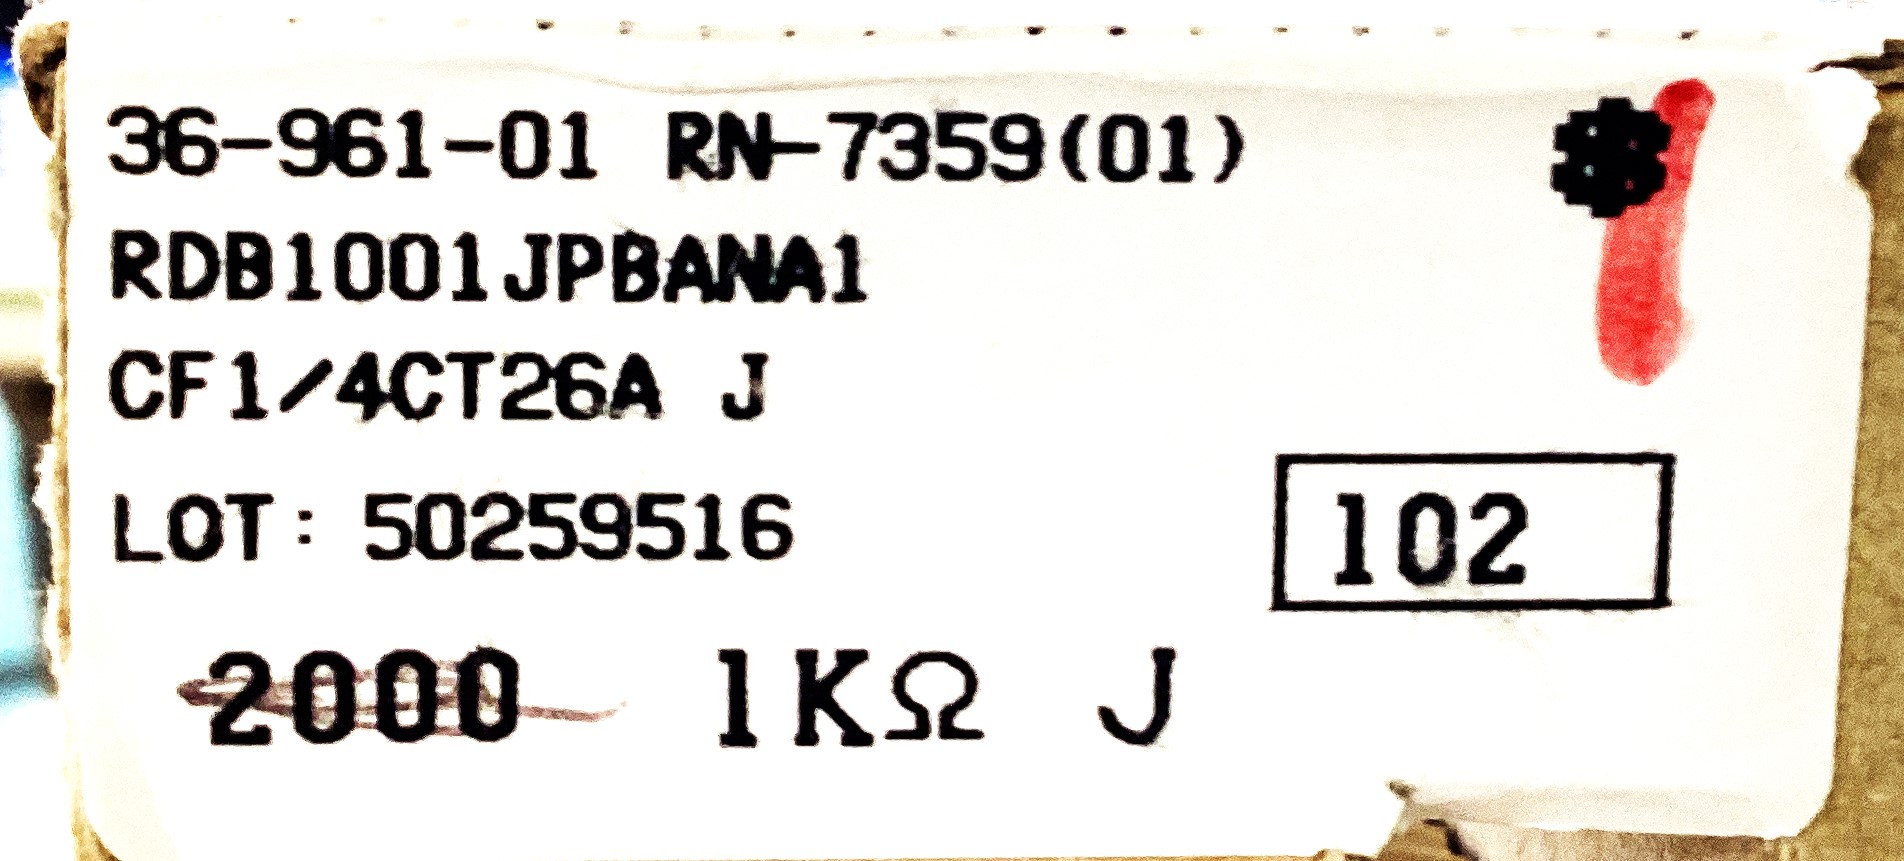 36-961-01 RN-7359(01) *
RDB1001JPBANA1
CF1/4CT26A J
LOT: 50259516
102
2000 1KΩ J